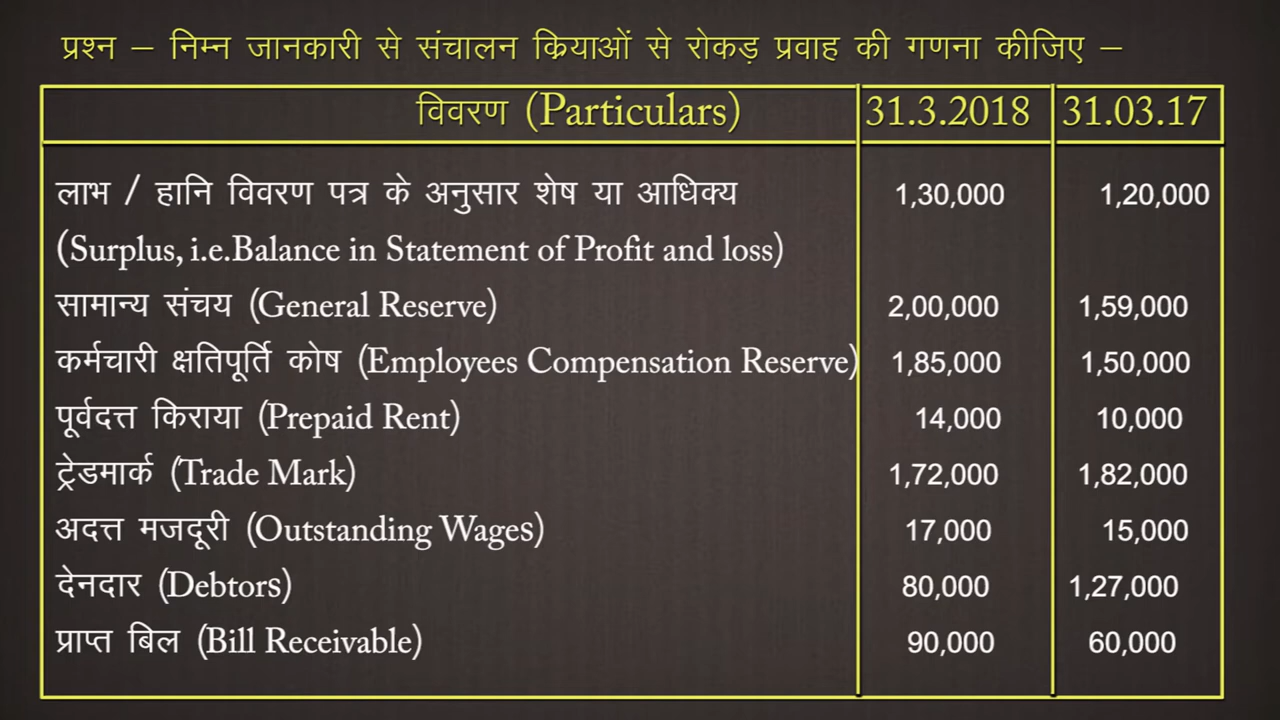 प्रश्न – निम्न जानकारी से संचालन क्रियाओं से रोकड़ प्रवाह की गणना कीजिए –
विवरण (Particulars) 31.3.2018 31.03.17
लाभ / हानि विवरण पत्र के अनुसार शेष या आधिक्य 1,30,000 1,20,000
(Surplus, i.e.Balance in Statement of Profit and loss)
सामान्य संचय (General Reserve) 2,00,000 1,59,000
कर्मचारी क्षतिपूर्ति कोष (Employees Compensation Reserve) 1,85,000 1,50,000
पूर्वदत्त किराया (Prepaid Rent) 14,000 10,000
ट्रेडमार्क (Trade Mark) 1,72,000 1,82,000
अदत्त मजदूरी (Outstanding Wages) 17,000 15,000
देनदार (Debtors) 80,000 1,27,000
प्राप्त बिल (Bill Receivable) 90,000 60,000